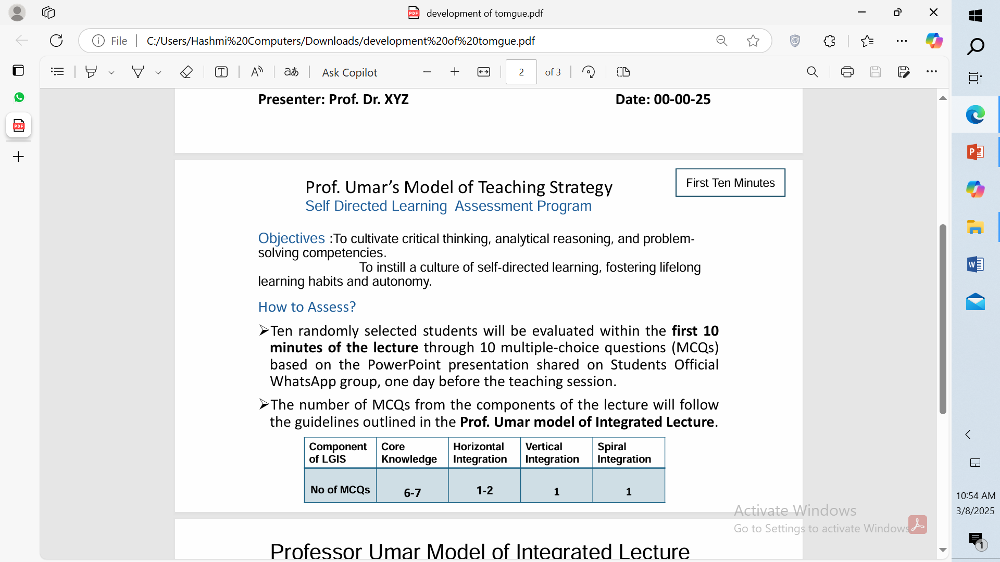 development of tomgue.pdf
File
C:/Users/Hashmi%20Computers/Downloads/development%20of%20tomgue.pdf
Ask Copilot
2 of 3
Presenter: Prof. Dr. XYZ
Date: 00-00-25
Prof. Umar’s Model of Teaching Strategy
Self Directed Learning Assessment Program
First Ten Minutes
Objectives :To cultivate critical thinking, analytical reasoning, and problem-
solving competencies.
To instill a culture of self-directed learning, fostering lifelong
learning habits and autonomy.
How to Assess?
➢Ten randomly selected students will be evaluated within the first 10
minutes of the lecture through 10 multiple-choice questions (MCQs)
based on the PowerPoint presentation shared on Students Official
WhatsApp group, one day before the teaching session.
➢The number of MCQs from the components of the lecture will follow
the guidelines outlined in the Prof. Umar model of Integrated Lecture.
Component of LGIS
Core Knowledge
Horizontal Integration
Vertical Integration
Spiral Integration
No of MCQs
6-7
1-2
1
1
Professor Umar Model of Integrated Lecture
Activate Windows
Go to Settings to activate Windows
10:54 AM
3/8/2025
1